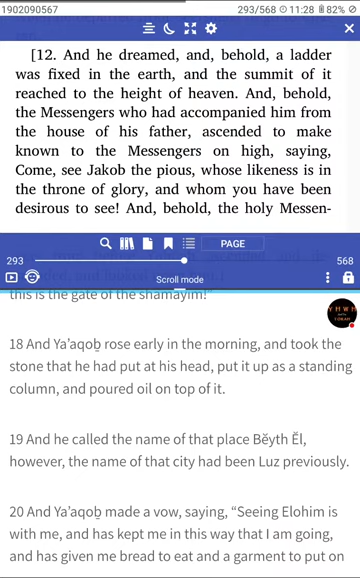 1902090567 293/568 11:28 82%
[12. And he dreamed, and, behold, a ladder
was fixed in the earth, and the summit of it
reached to the height of heaven. And, behold,
the Messengers who had accompanied him from
the house of his father, ascended to make
known to the Messengers on high, saying,
Come, see Jakob the pious, whose likeness is in
the throne of glory, and whom you have been
desirous to see! And, behold, the holy Messen-
PAGE
293 568
Scroll mode
this is the gate of the shamayim!”
18 And Ya’aqoḇ rose early in the morning, and took the
stone that he had put at his head, put it up as a standing
column, and poured oil on top of it.
19 And he called the name of that place Bĕyth Ĕl,
however, the name of that city had been Luz previously.
20 And Ya’aqoḇ made a vow, saying, “Seeing Elohim is
with me, and has kept me in this way that I am going,
and has given me bread to eat and a garment to put on